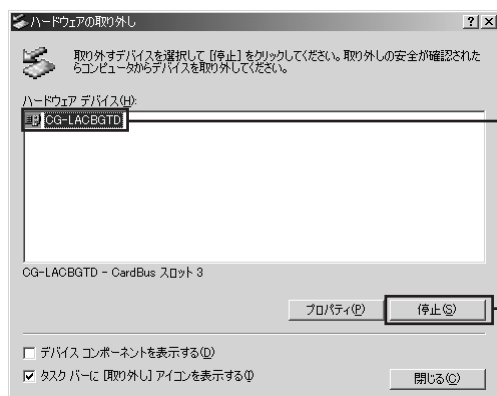 ハードウェアの取り外し
取り外すデバイスを選択して [停止] をクリックしてください。取り外しの安全が確認された
らコンピュータからデバイスを取り外してください。
ハードウェア デバイス(H):
CG-LACBGTD
CG-LACBGTD - CardBus スロット 3
プロパティ(P)
停止(S)
デバイス コンポーネントを表示する(D)
タスク バーに [取り外し] アイコンを表示する(I)
閉じる(C)